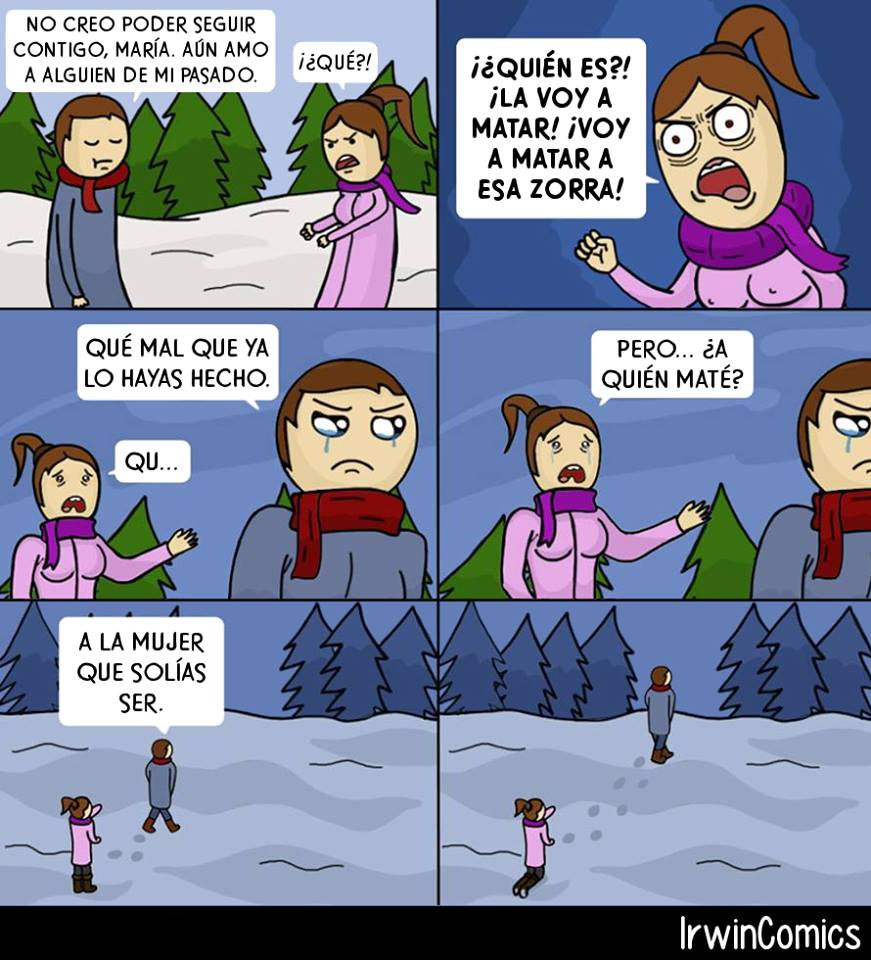 NO CREO PODER SEGUIR
CONTIGO, MARÍA. AÚN AMO
A ALGUIEN DE MI PASADO.
¡¿QUÉ?!
¡¿QUIÉN ES?!
¡LA VOY A
MATAR! ¡VOY
A MATAR A
ESA ZORRA!
QUÉ MAL QUE YA
LO HAYAS HECHO.
QU...
PERO... ¿A
QUIÉN MATÉ?
A LA MUJER
QUE SOLÍAS
SER.
IrwinComics